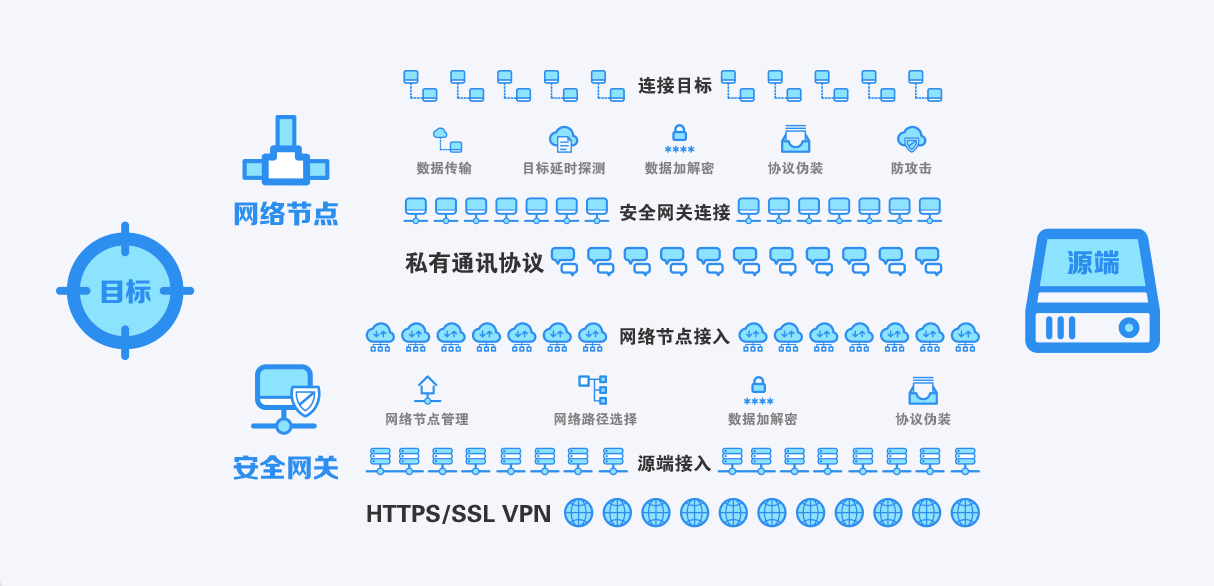 目标
网络节点
连接目标
数据传输
目标延时探测
数据加解密
****
协议伪装
防攻击
安全网关连接
私有通讯协议
安全网关
网络节点接入
网络节点管理
网络路径选择
数据加解密
****
协议伪装
源端接入
HTTPS/SSL VPN
源端